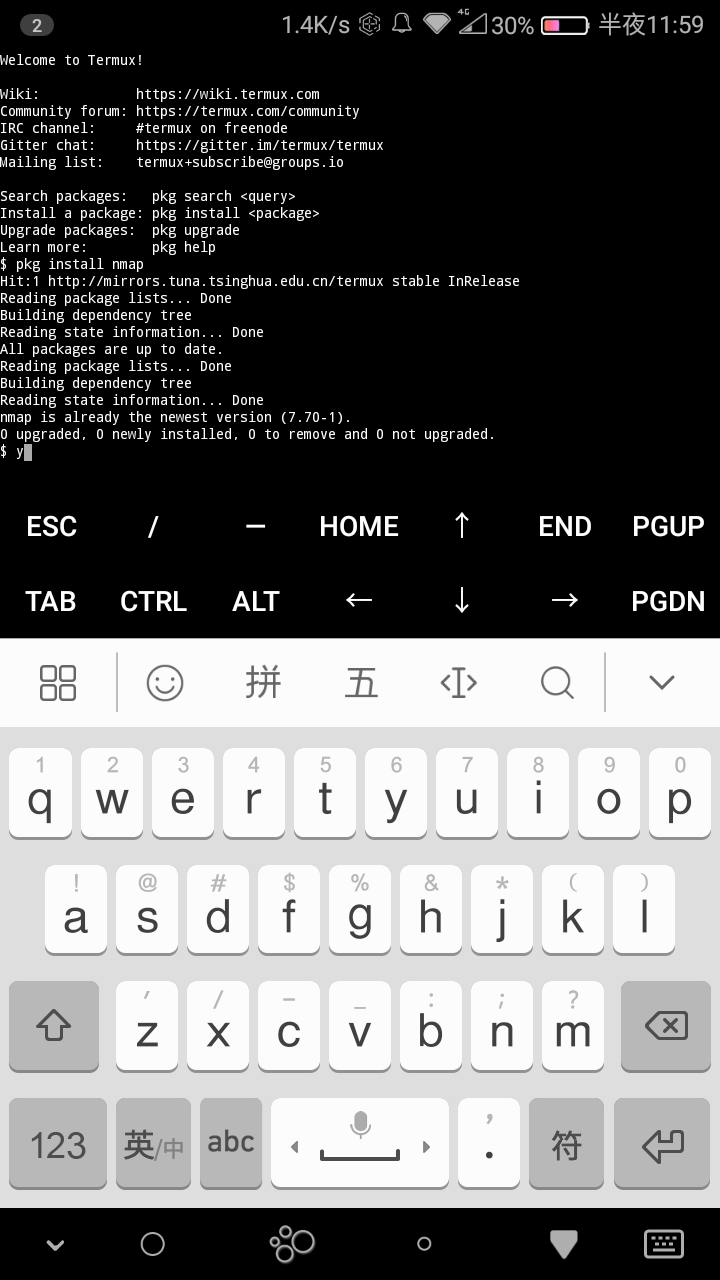 2 1.4K/s 4G 30% 半夜11:59
Welcome to Termux!
Wiki: https://wiki.termux.com
Community forum: https://termux.com/community
IRC channel: #termux on freenode
Gitter chat: https://gitter.im/termux/termux
Mailing list: termux+subscribe@groups.io
Search packages: pkg search <query>
Install a package: pkg install <package>
Upgrade packages: pkg upgrade
Learn more: pkg help
$ pkg install nmap
Hit:1 http://mirrors.tuna.tsinghua.edu.cn/termux stable InRelease
Reading package lists... Done
Building dependency tree
Reading state information... Done
All packages are up to date.
Reading package lists... Done
Building dependency tree
Reading state information... Done
nmap is already the newest version (7.70-1).
0 upgraded, 0 newly installed, 0 to remove and 0 not upgraded.
$ y
ESC / — HOME ↑ END PGUP
TAB CTRL ALT ← ↓ → PGDN
拼 五
1 2 3 4 5 6 7 8 9 0
q w e r t y u i o p
! @ # $ % & * ( )
a s d f g h j k l
' / – _ : ; ?
z x c v b n m
123 英/中 abc , . 符